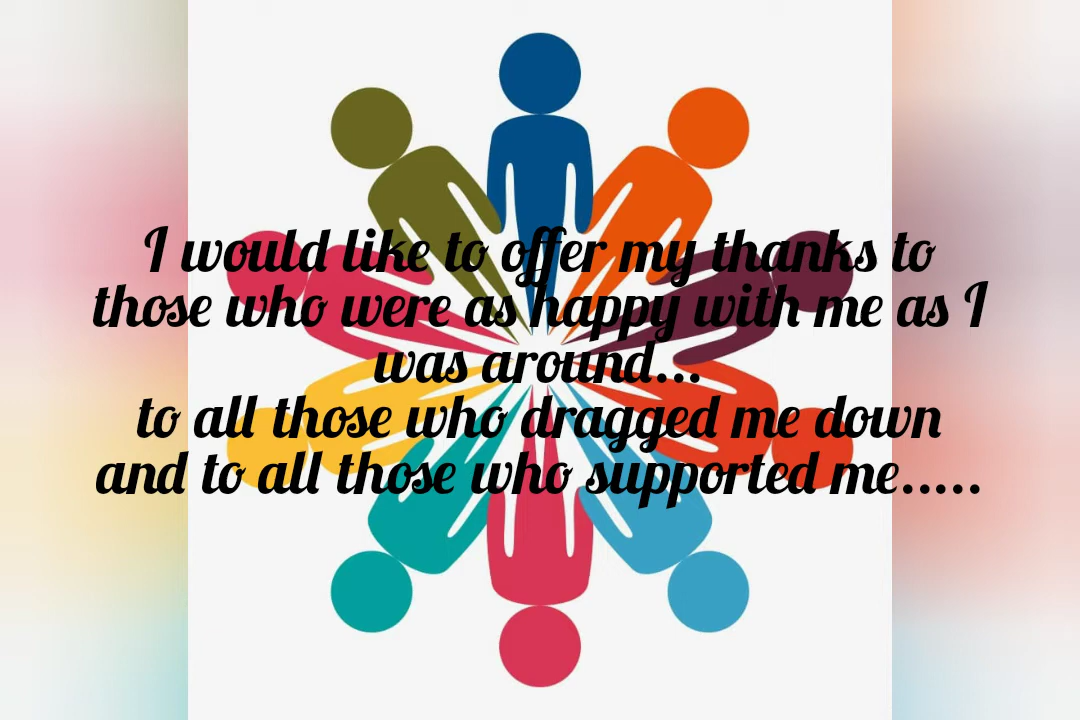 I would like to offer my thanks to
those who were as happy with me as I
was around...
to all those who dragged me down
and to all those who supported me.....